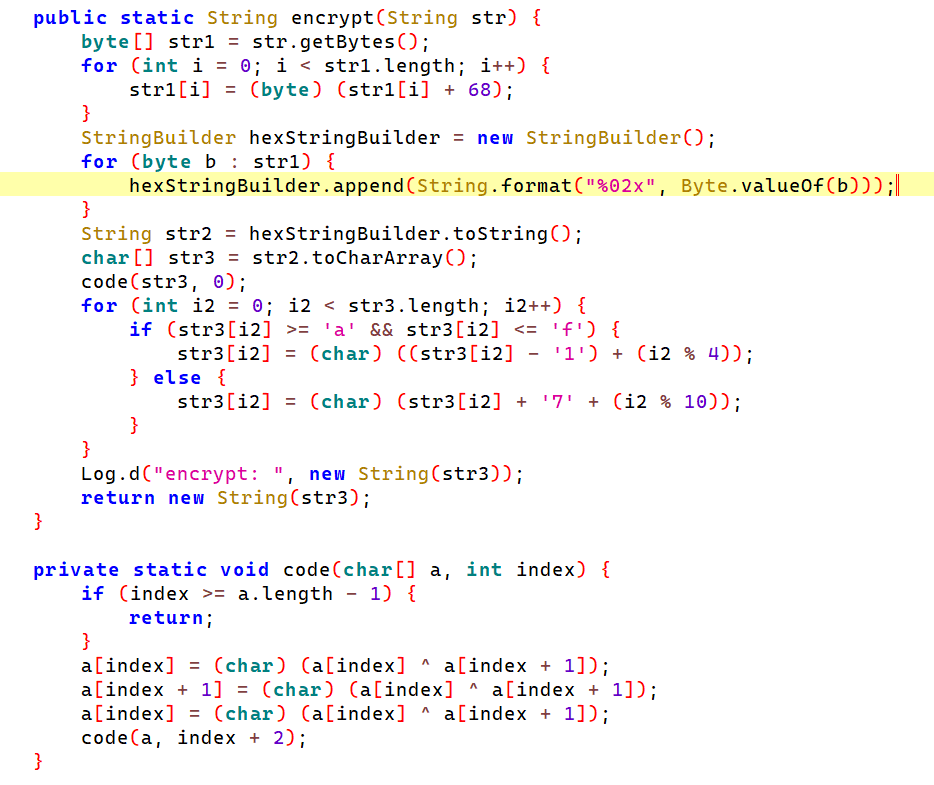 public static String encrypt(String str) {
    byte[] str1 = str.getBytes();
    for (int i = 0; i < str1.length; i++) {
        str1[i] = (byte) (str1[i] + 68);
    }
    StringBuilder hexStringBuilder = new StringBuilder();
    for (byte b : str1) {
        hexStringBuilder.append(String.format("%02x", Byte.valueOf(b)));
    }
    String str2 = hexStringBuilder.toString();
    char[] str3 = str2.toCharArray();
    code(str3, 0);
    for (int i2 = 0; i2 < str3.length; i2++) {
        if (str3[i2] >= 'a' && str3[i2] <= 'f') {
            str3[i2] = (char) ((str3[i2] - '1') + (i2 % 4));
        } else {
            str3[i2] = (char) (str3[i2] + '7' + (i2 % 10));
        }
    }
    Log.d("encrypt: ", new String(str3));
    return new String(str3);
}

private static void code(char[] a, int index) {
    if (index >= a.length - 1) {
        return;
    }
    a[index] = (char) (a[index] ^ a[index + 1]);
    a[index + 1] = (char) (a[index] ^ a[index + 1]);
    a[index] = (char) (a[index] ^ a[index + 1]);
    code(a, index + 2);
}